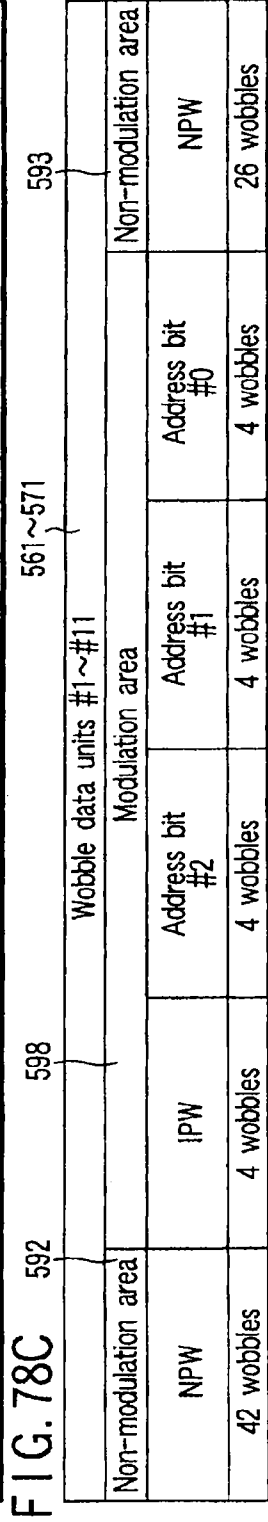 FIG. 78C
592 598 561~571 593
Wobble data units #1~#11
Non-modulation area Modulation area Non-modulation area
NPW IPW Address bit #2 Address bit #1 Address bit #0 NPW
42 wobbles 4 wobbles 4 wobbles 4 wobbles 4 wobbles 26 wobbles